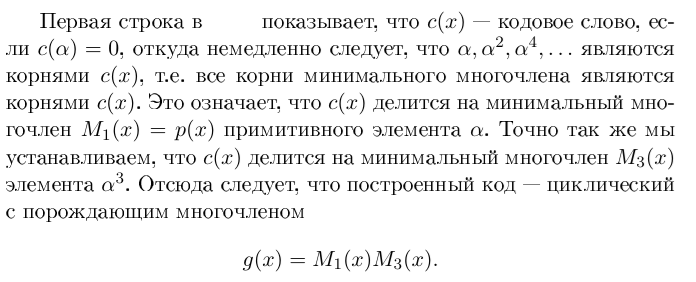 Первая строка в показывает, что c(x) — кодовое слово, ес-
ли c(α) = 0, откуда немедленно следует, что α, α², α⁴, … являются
корнями c(x), т.е. все корни минимального многочлена являются
корнями c(x). Это означает, что c(x) делится на минимальный мно-
гочлен M₁(x) = p(x) примитивного элемента α. Точно так же мы
устанавливаем, что c(x) делится на минимальный многочлен M₃(x)
элемента α³. Отсюда следует, что построенный код — циклический
с порождающим многочленом
g(x) = M₁(x)M₃(x).